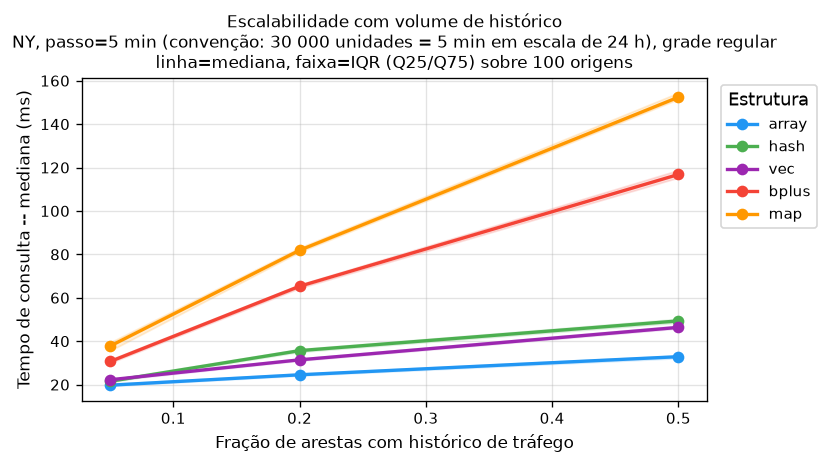 Escalabilidade com volume de histórico
NY, passo=5 min (convenção: 30 000 unidades = 5 min em escala de 24 h), grade regular
linha=mediana, faixa=IQR (Q25/Q75) sobre 100 origens
Tempo de consulta -- mediana (ms)
160
140
120
100
80
60
40
20
0.1
0.2
0.3
0.4
0.5
Fração de arestas com histórico de tráfego
Estrutura
array
hash
vec
bplus
map